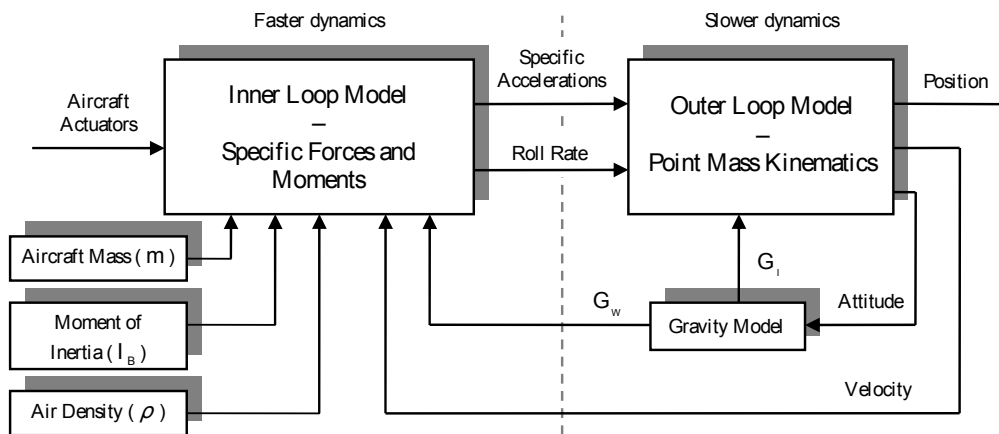 Faster dynamics
Slower dynamics
Inner Loop Model
–
Specific Forces and
Moments
Specific
Accelerations
Roll Rate
Outer Loop Model
–
Point Mass Kinematics
Position
Aircraft
Actuators
Aircraft Mass ( m )
Moment of
Inertia ( I B )
Air Density ( ρ )
G W
G I
Gravity Model
Attitude
Velocity